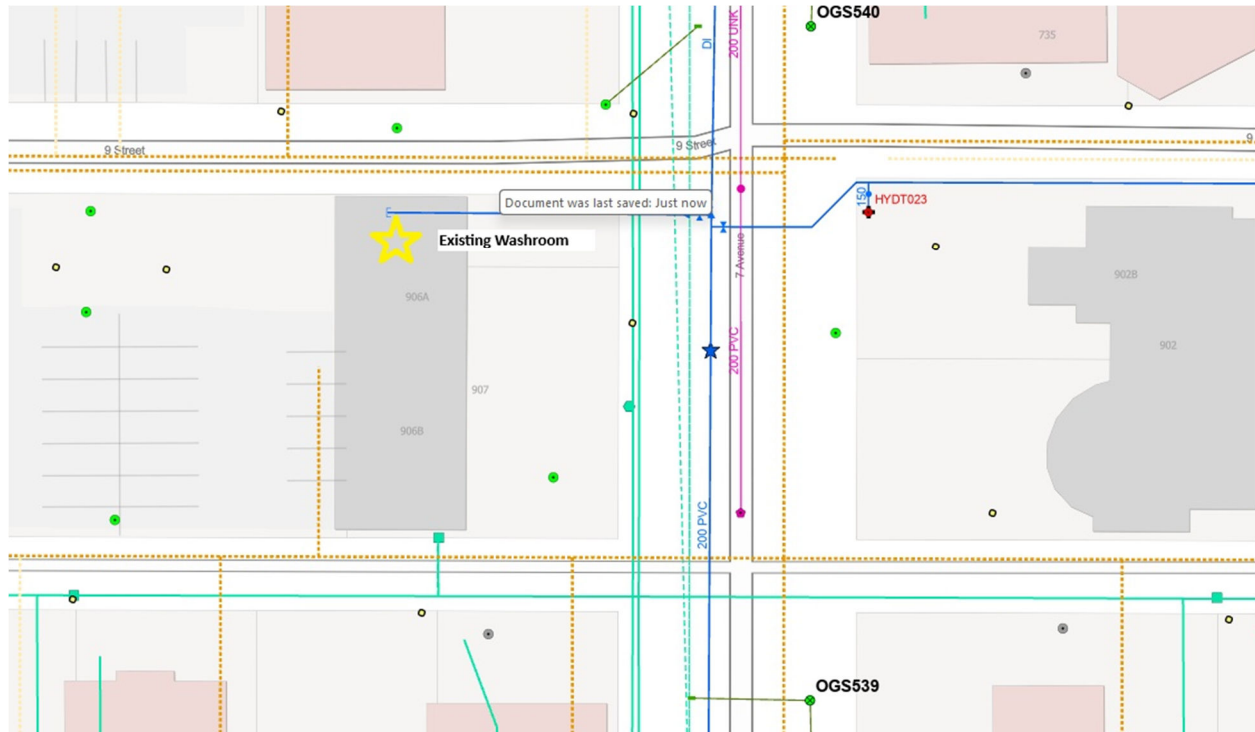 OGS540
DI
200 UNK
735
9 Street
9 Street
9
Document was last saved: Just now
150
HYDT023
E
Existing Washroom
7 Avenue
902B
906A
200 PVC
902
907
906B
200 PVC
OGS539